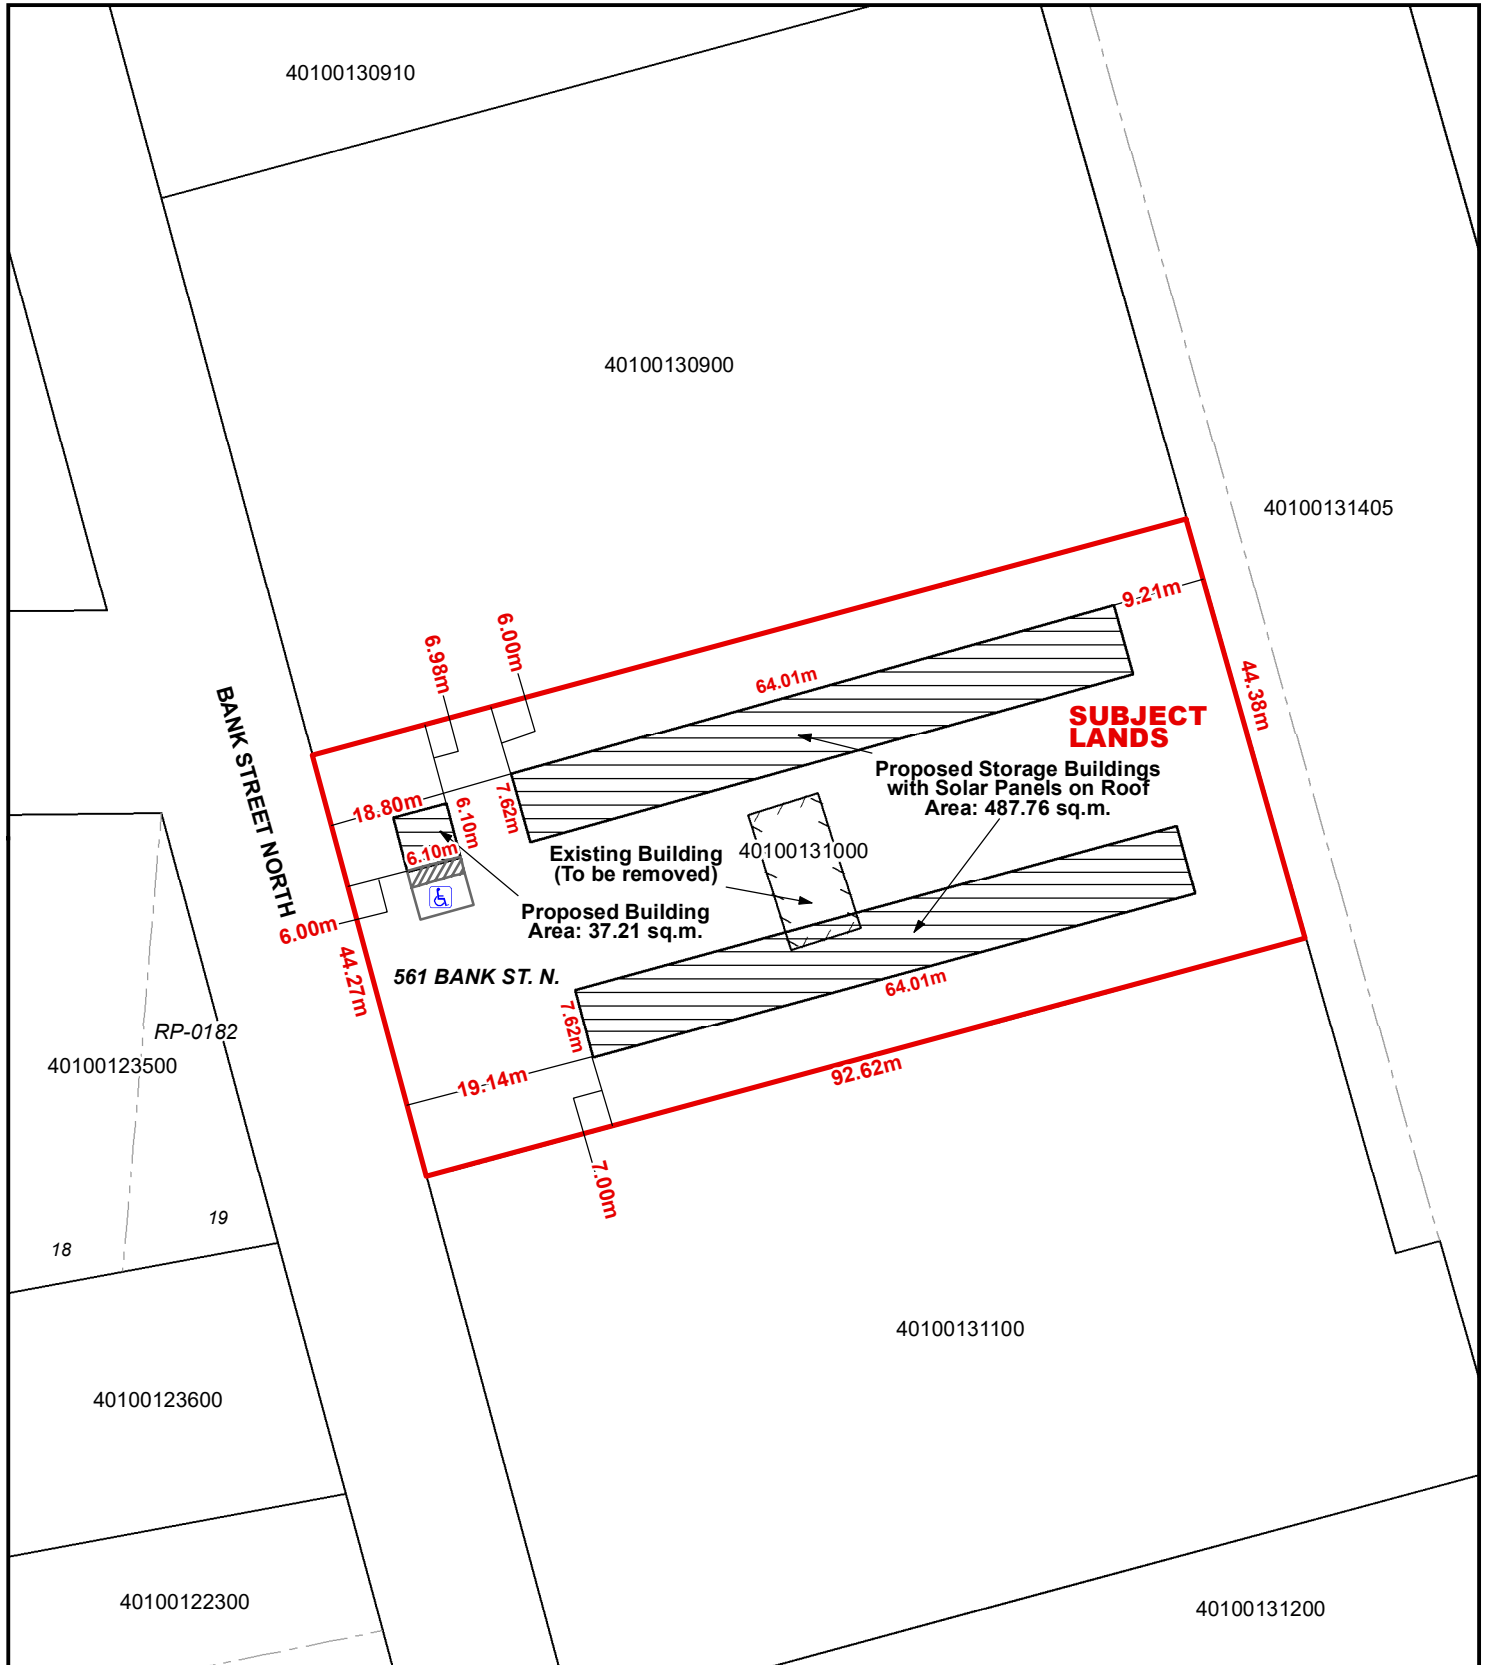 40100130910
40100130900
40100131405
9.21m
6.00m
6.98m
64.01m
44.38m
BANK STREET NORTH
SUBJECT
LANDS
Proposed Storage Buildings
with Solar Panels on Roof
Area: 487.76 sq.m.
18.80m
7.62m
6.10m
6.10m
Existing Building
(To be removed)
40100131000
Proposed Building
Area: 37.21 sq.m.
6.00m
44.27m
561 BANK ST. N.
64.01m
7.62m
RP-0182
40100123500
19.14m
92.62m
7.00m
19
18
40100131100
40100123600
40100122300
40100131200